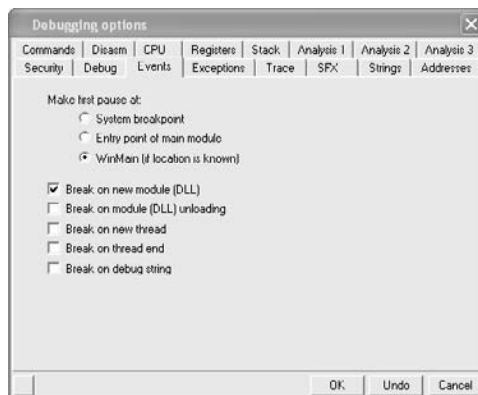 Debugging options
Commands Disasm CPU Registers Stack Analysis 1 Analysis 2 Analysis 3
Security Debug Events Exceptions Trace SFX Strings Addresses
Make first pause at:
System breakpoint
Entry point of main module
WinMain (if location is known)
Break on new module (DLL)
Break on module (DLL) unloading
Break on new thread
Break on thread end
Break on debug string
OK Undo Cancel